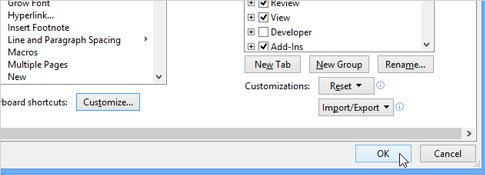 Grow Font
Hyperlink...
Insert Footnote
Line and Paragraph Spacing
Macros
Multiple Pages
New
board shortcuts: Customize...
Review
View
Developer
Add-Ins
New Tab New Group Rename...
Customizations: Reset
Import/Export
OK Cancel